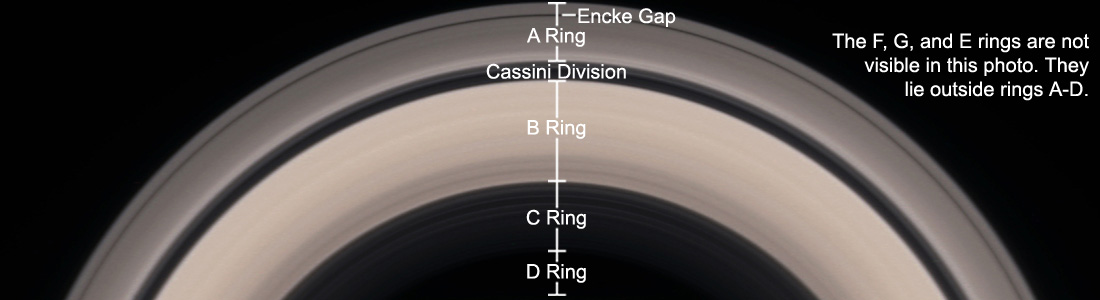 Encke Gap
A Ring
Cassini Division
B Ring
C Ring
D Ring
The F, G, and E rings are not
visible in this photo. They
lie outside rings A-D.